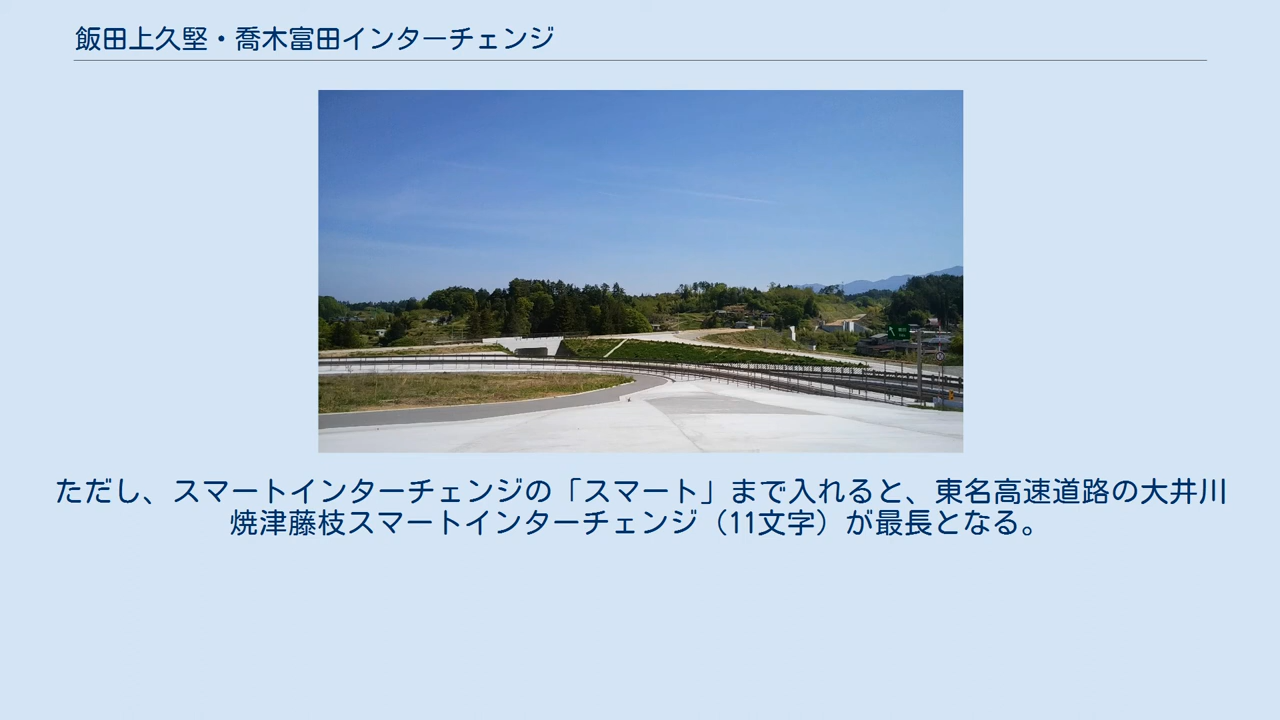 飯田上久堅・喬木富田インターチェンジ
ただし、スマートインターチェンジの「スマート」まで入れると、東名高速道路の大井川
焼津藤枝スマートインターチェンジ（11文字）が最長となる。